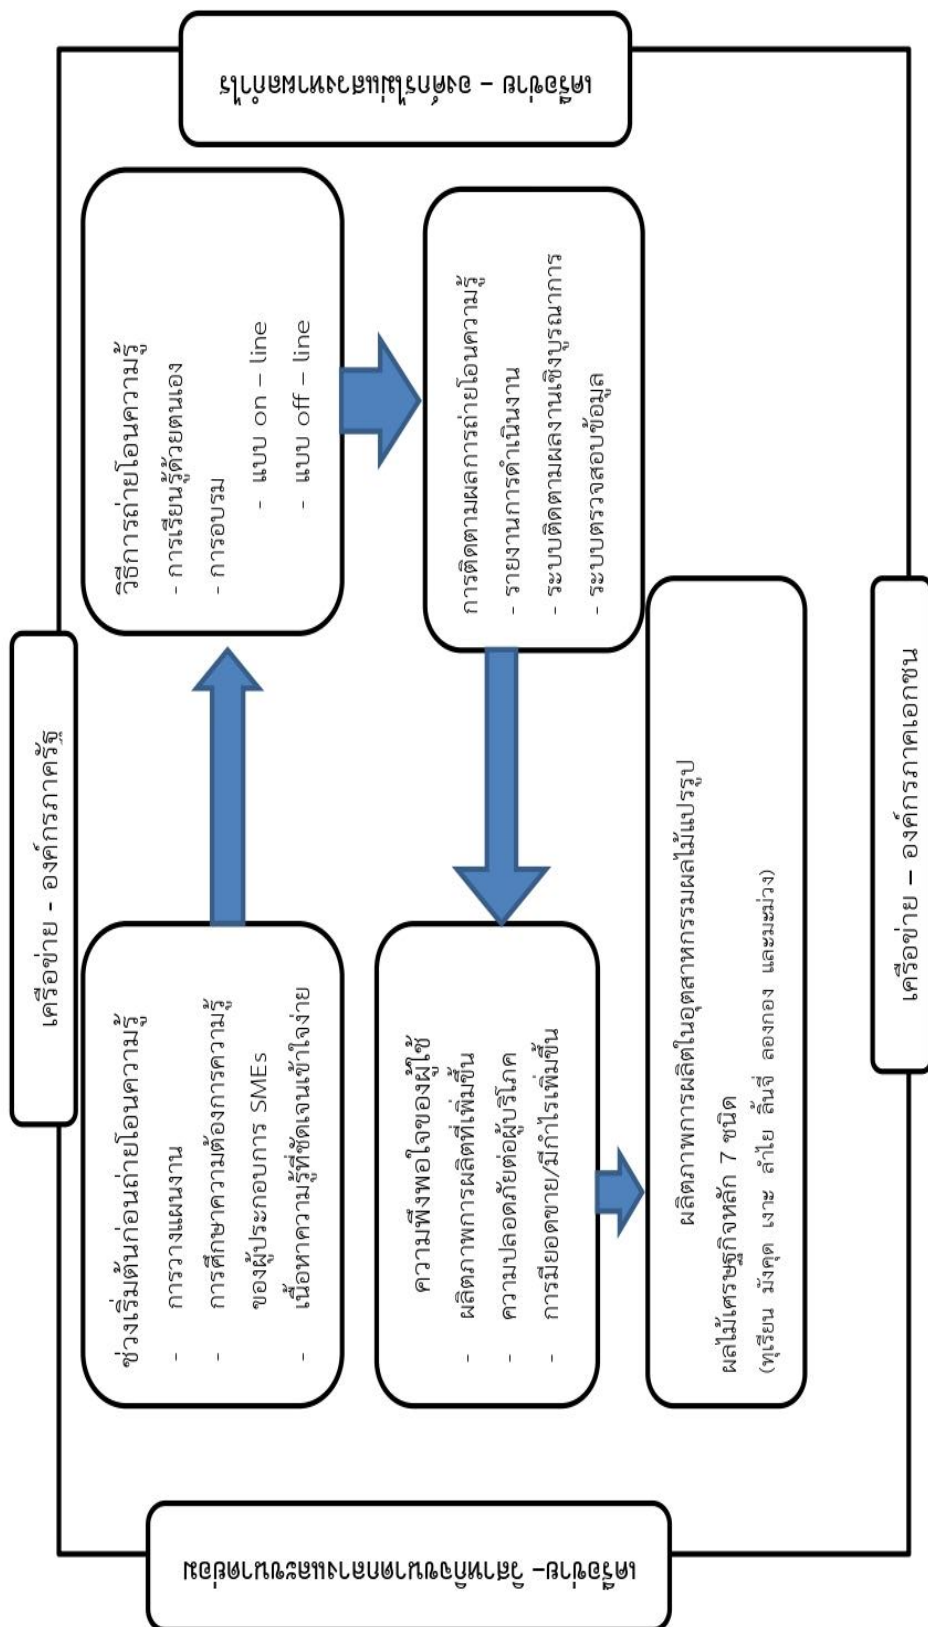 เครือข่าย - องค์กรภาครัฐ
ช่วงเริ่มต้นก่อนถ่ายโอนความรู้
- การวางแผนงาน
- การศึกษาความต้องการความรู้
ของผู้ประกอบการ SMEs
- เนื้อหาความรู้ที่ชัดเจนเข้าใจง่าย
วิธีการถ่ายโอนความรู้
- การเรียนรู้ด้วยตนเอง
- การอบรม
- แบบ on – line
- แบบ off – line
การติดตามผลการถ่ายโอนความรู้
- รายงานการดำเนินงาน
- ระบบติดตามผลงานเชิงบูรณาการ
- ระบบตรวจสอบข้อมูล
ความพึงพอใจของผู้ใช้
- ผลิตภาพการผลิตที่เพิ่มขึ้น
- ความปลอดภัยต่อผู้บริโภค
- การมียอดขาย/มีกำไรเพิ่มขึ้น
ผลิตภาพการผลิตในอุตสาหกรรมผลไม้แปรรูป
ผลไม้เศรษฐกิจหลัก 7 ชนิด
(ทุเรียน มังคุด เงาะ ลำไย ลิ้นจี่ ลองกอง และมะม่วง)
เครือข่าย – วิสาหกิจขนาดกลางและขนาดย่อม
เครือข่าย – องค์กรไม่แสวงหาผลกำไร
เครือข่าย – องค์กรภาคเอกชน